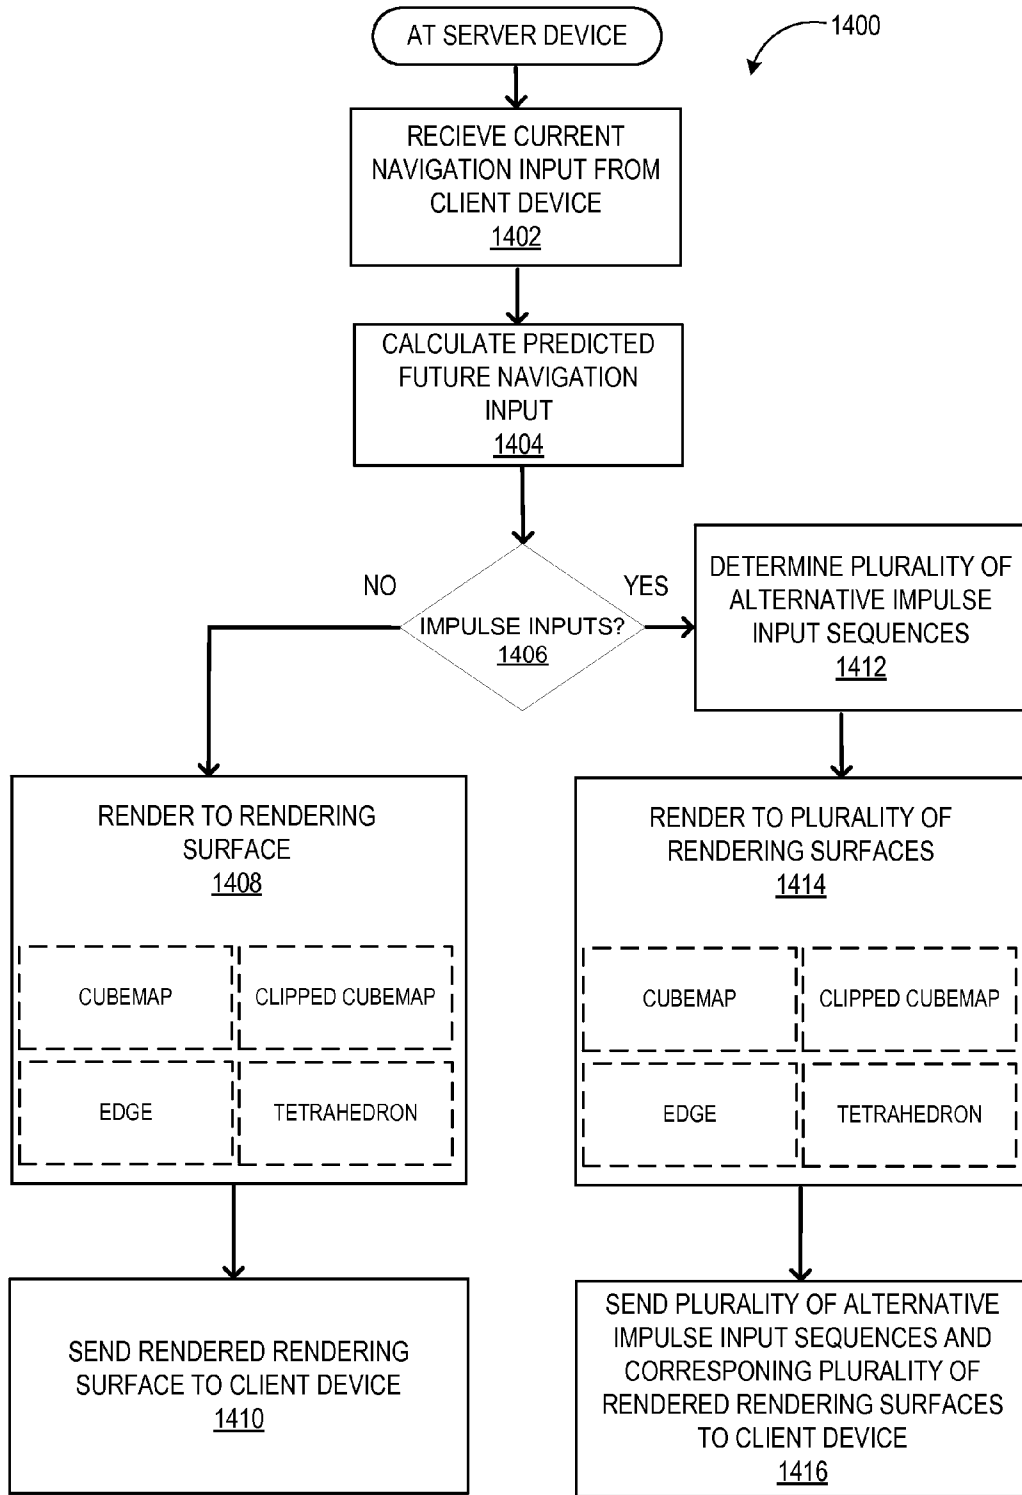 AT SERVER DEVICE
1400
RECIEVE CURRENT
NAVIGATION INPUT FROM
CLIENT DEVICE
1402
CALCULATE PREDICTED
FUTURE NAVIGATION
INPUT
1404
NO
YES
IMPULSE INPUTS?
1406
DETERMINE PLURALITY OF
ALTERNATIVE IMPULSE
INPUT SEQUENCES
1412
RENDER TO RENDERING
SURFACE
1408
CUBEMAP
CLIPPED CUBEMAP
EDGE
TETRAHEDRON
RENDER TO PLURALITY OF
RENDERING SURFACES
1414
CUBEMAP
CLIPPED CUBEMAP
EDGE
TETRAHEDRON
SEND RENDERED RENDERING
SURFACE TO CLIENT DEVICE
1410
SEND PLURALITY OF ALTERNATIVE
IMPULSE INPUT SEQUENCES AND
CORRESPONING PLURALITY OF
RENDERED RENDERING SURFACES
TO CLIENT DEVICE
1416